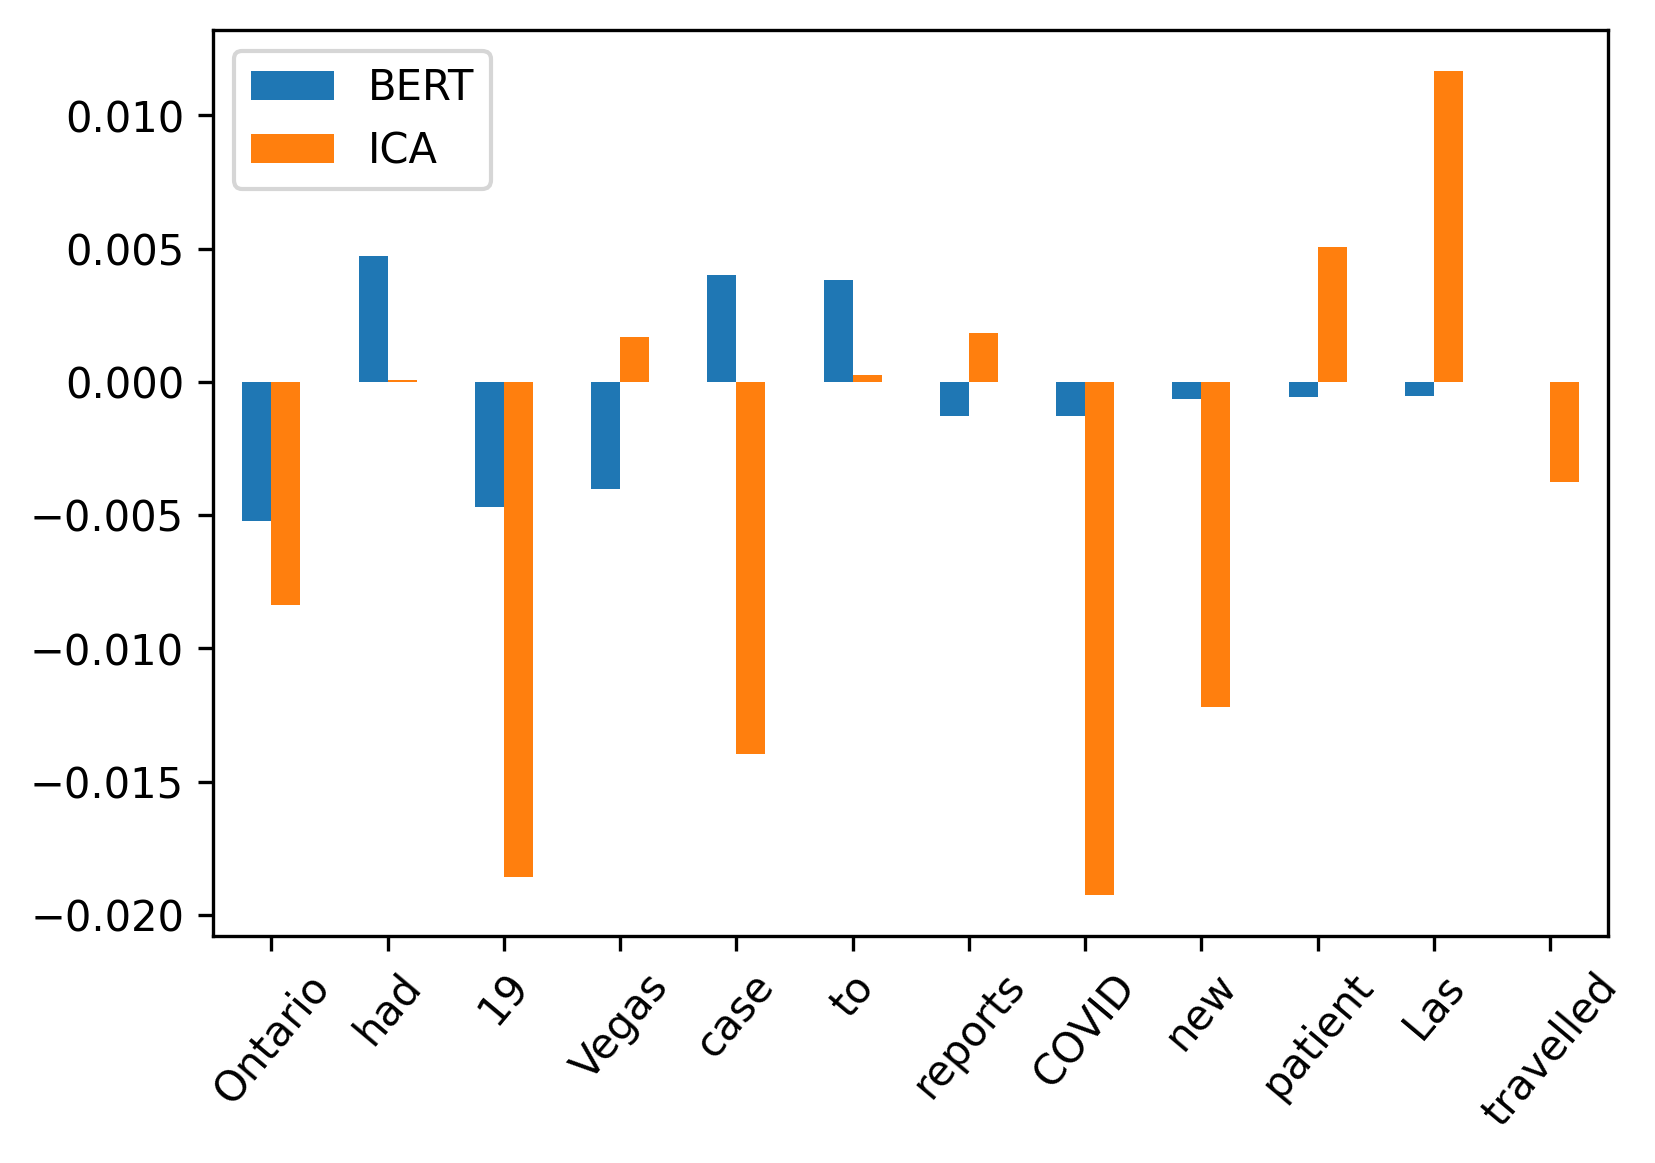 BERT
ICA
0.010
0.005
0.000
−0.005
−0.010
−0.015
−0.020
Ontario
had
19
Vegas
case
to
reports
COVID
new
patient
Las
travelled